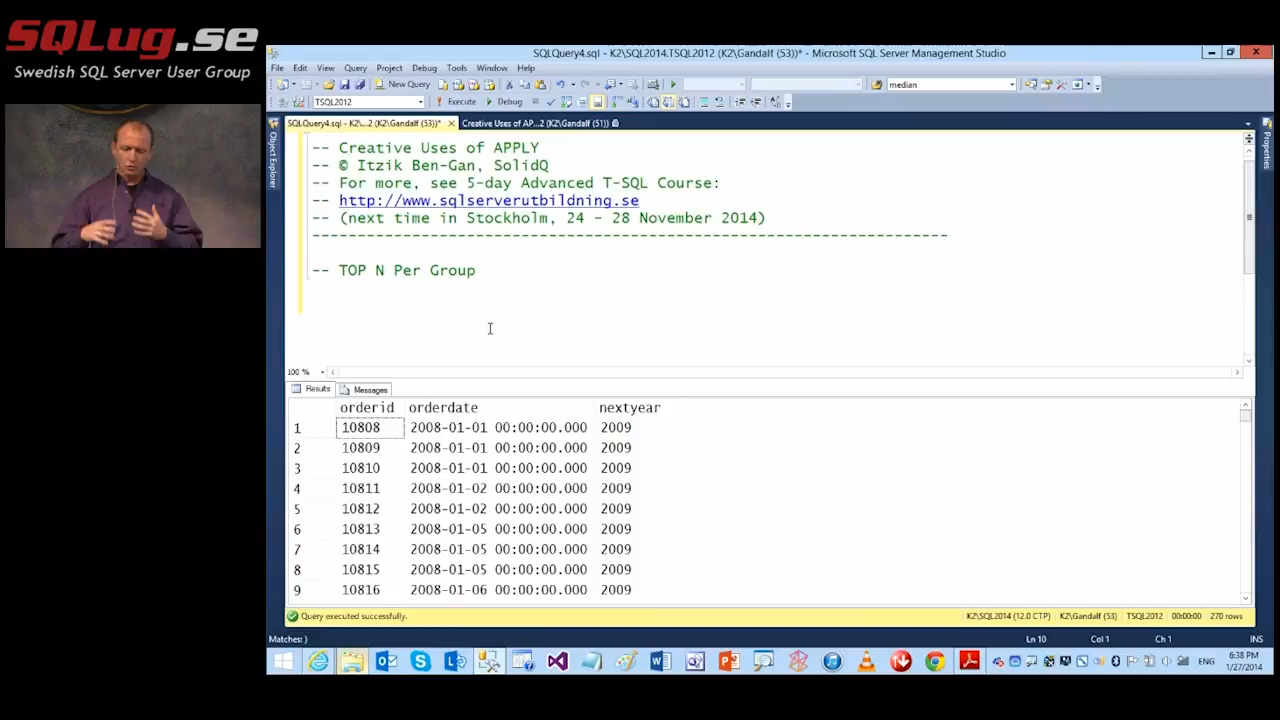 SQLug.se
Swedish SQL Server User Group
SQLQuery4.sql - K2\SQL2014.TSQL2012 (K2\Gandalf (53))* - Microsoft SQL Server Management Studio
File Edit View Query Project Debug Tools Window Help
New Query
median
TSQL2012
Execute
Debug
SQLQuery4.sql - K2\...2 (K2\Gandalf (53))*
Creative Uses of AP...2 (K2\Gandalf (51))
Object Explorer
Properties
-- Creative Uses of APPLY
-- © Itzik Ben-Gan, SolidQ
-- For more, see 5-day Advanced T-SQL Course:
-- http://www.sqlserverutbildning.se
-- (next time in Stockholm, 24 – 28 November 2014)
---------------------------------------------------------------------
-- TOP N Per Group
100 %
Results
Messages
orderid orderdate nextyear
1 10808 2008-01-01 00:00:00.000 2009
2 10809 2008-01-01 00:00:00.000 2009
3 10810 2008-01-01 00:00:00.000 2009
4 10811 2008-01-02 00:00:00.000 2009
5 10812 2008-01-02 00:00:00.000 2009
6 10813 2008-01-05 00:00:00.000 2009
7 10814 2008-01-05 00:00:00.000 2009
8 10815 2008-01-05 00:00:00.000 2009
9 10816 2008-01-06 00:00:00.000 2009
Query executed successfully.
K2\SQL2014 (12.0 CTP)
K2\Gandalf (53)
TSQL2012
00:00:00
270 rows
Matches: )
Ln 10
Col 1
Ch 1
INS
ENG
6:38 PM
1/27/2014